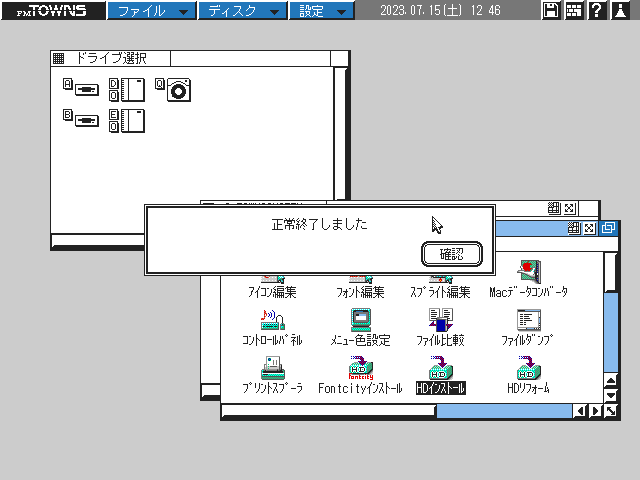 FM TOWNS ファイル ディスク 設定 2023.07.15(土) 12 46
ドライブ選択
A D 0 Q
B E 0
正常終了しました
確認
アイコン編集 フォント編集 スプライト編集 Macデータコンバータ
コントロールパネル メニュー色設定 ファイル比較 ファイルダンプ
プリントスプーラ Fontcityインストール HDインストール HDリフォーム